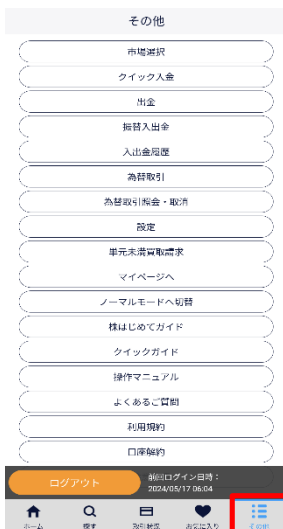 その他
市場選択
クイック入金
出金
振替入出金
入出金履歴
為替取引
為替取引照会・取消
設定
単元未満買取請求
マイページへ
ノーマルモードへ切替
株はじめてガイド
クイックガイド
操作マニュアル
よくあるご質問
利用規約
口座解約
ログアウト
前回ログイン日時：
2024/05/17 06:04
ホーム
探す
取引状況
お気に入り
その他